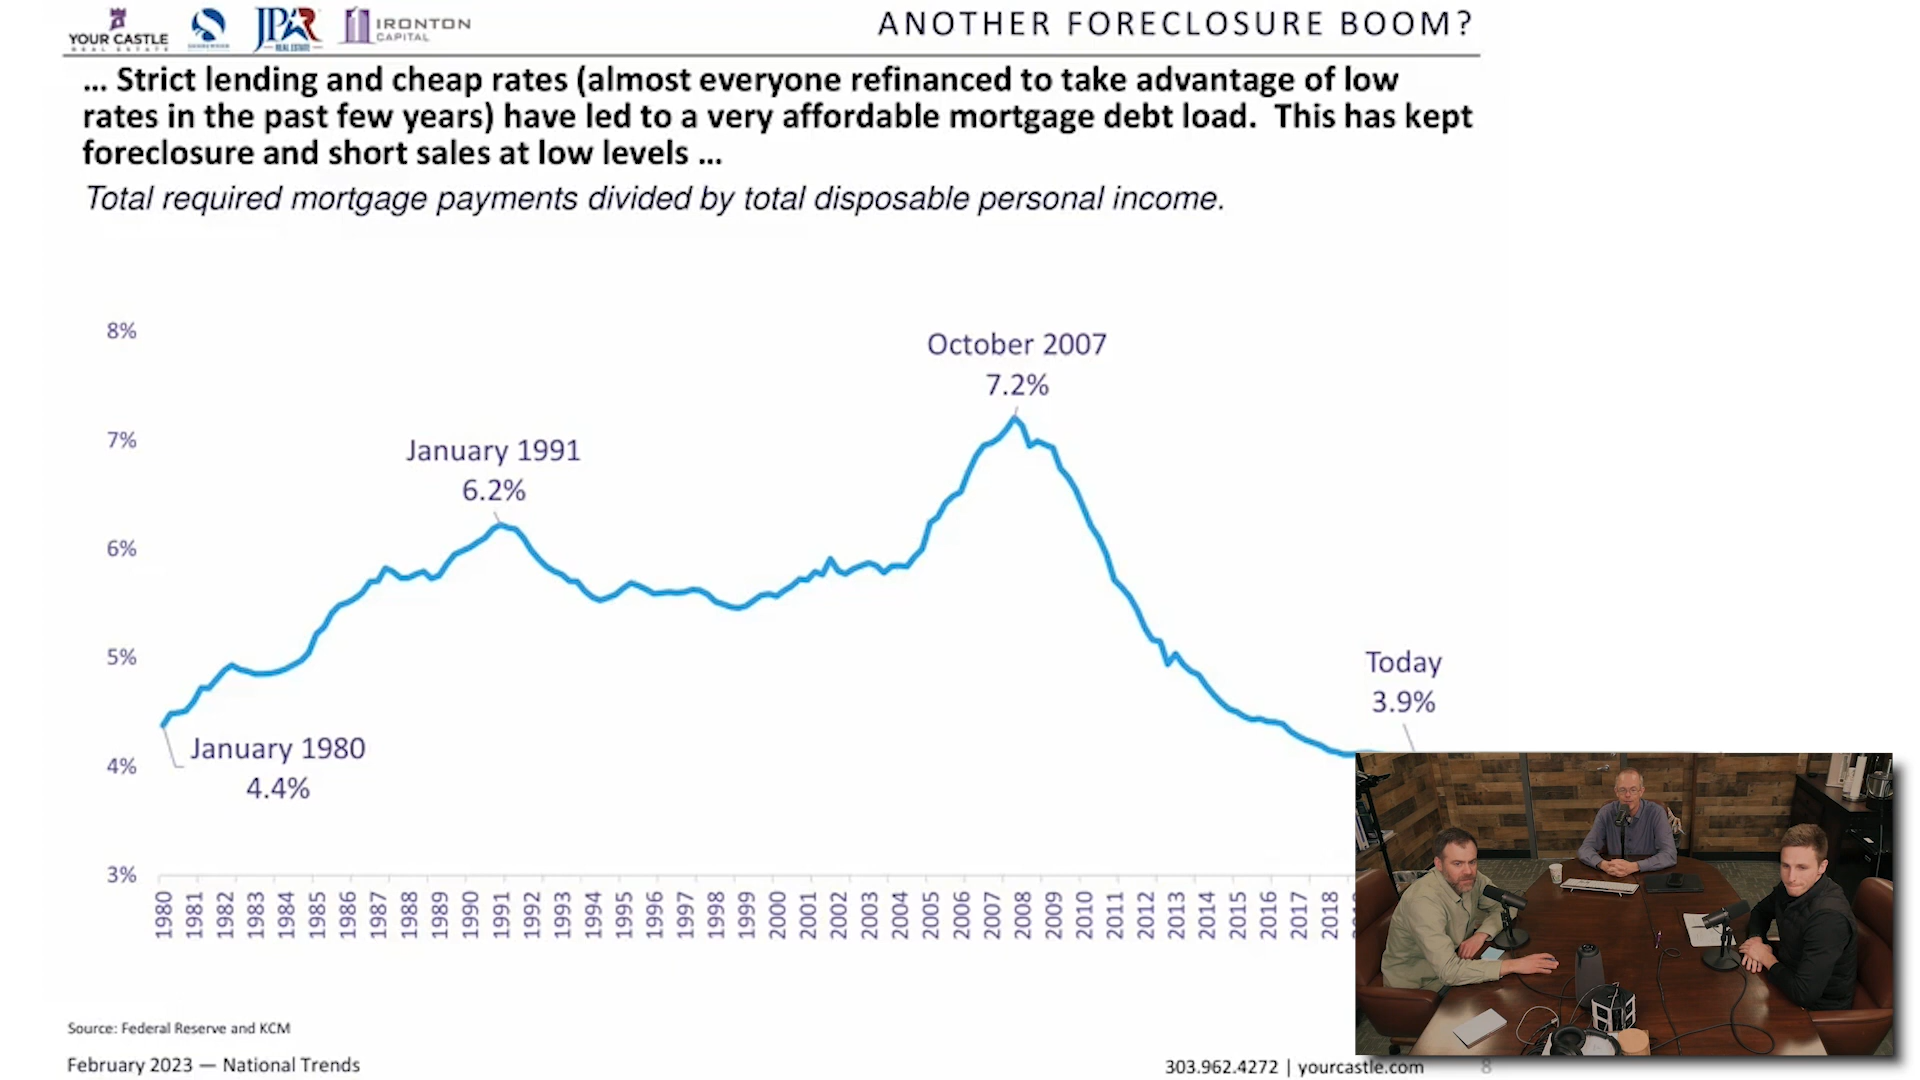 YOUR CASTLE
REAL ESTATE
JPAR
REAL ESTATE
IRONTON
CAPITAL
ANOTHER FORECLOSURE BOOM?
... Strict lending and cheap rates (almost everyone refinanced to take advantage of low
rates in the past few years) have led to a very affordable mortgage debt load.  This has kept
foreclosure and short sales at low levels ...
Total required mortgage payments divided by total disposable personal income.
8%
7%
6%
5%
4%
3%
October 2007
7.2%
January 1991
6.2%
Today
3.9%
January 1980
4.4%
1980
1981
1982
1983
1984
1985
1986
1987
1988
1989
1990
1991
1992
1993
1994
1995
1996
1997
1998
1999
2000
2001
2002
2003
2004
2005
2006
2007
2008
2009
2010
2011
2012
2013
2014
2015
2016
2017
2018
Source: Federal Reserve and KCM
February 2023 — National Trends
303.962.4272 | yourcastle.com
8